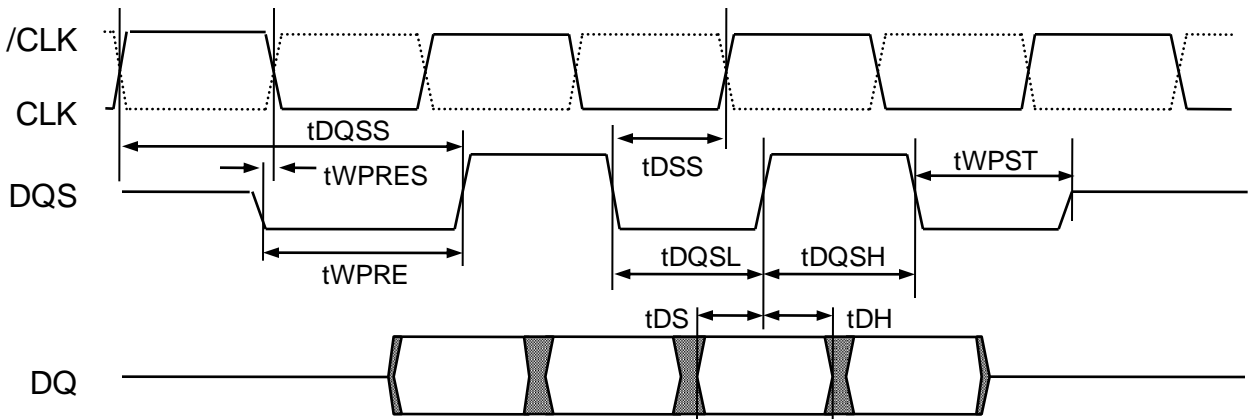 /CLK
CLK
tDQSS
tWPRES
tDSS
tWPST
DQS
tWPRE
tDQSL
tDQSH
tDS
tDH
DQ